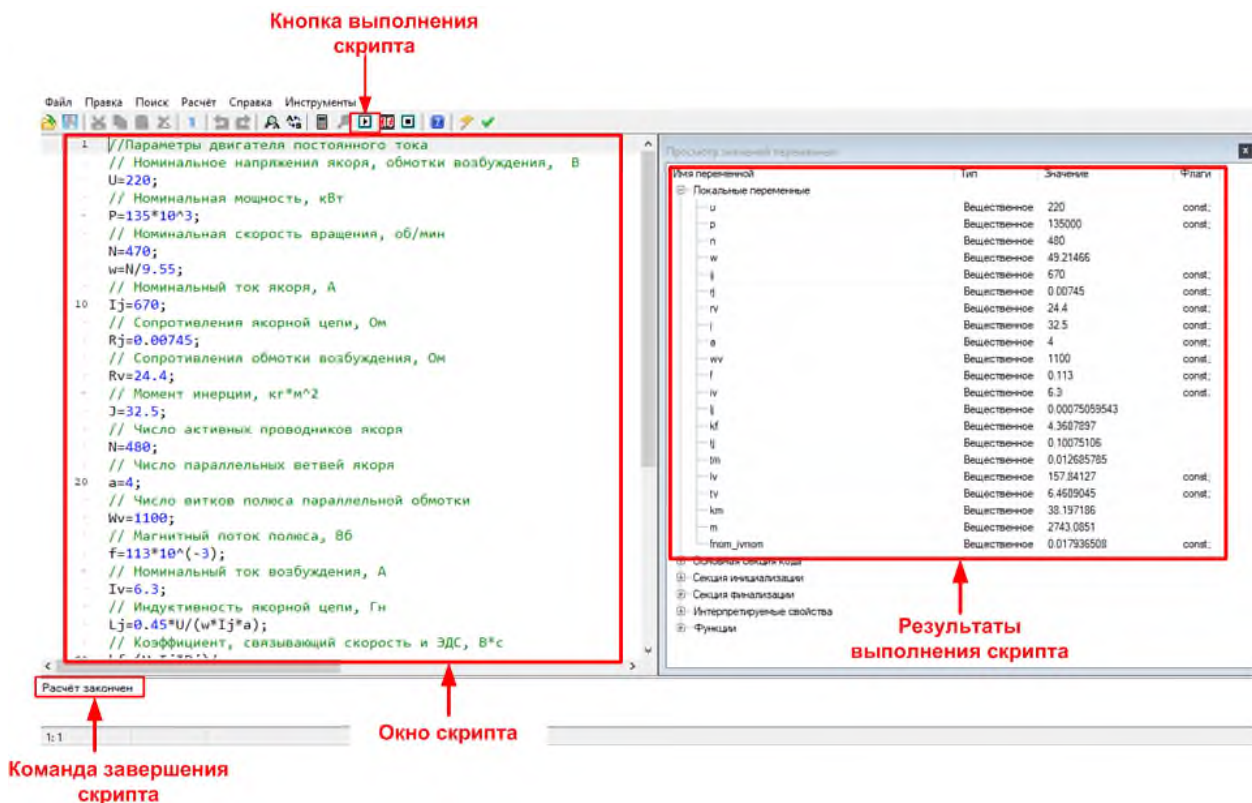 Кнопка выполнения
скрипта
Файл Правка Поиск Расчёт Справка Инструменты
1 //Параметры двигателя постоянного тока
// Номинальное напряжения якоря, обмотки возбуждения, В
U=220;
// Номинальная мощность, кВт
P=135*10^3;
// Номинальная скорость вращения, об/мин
N=470;
w=N/9.55;
// Номинальный ток якоря, А
10 Ij=670;
// Сопротивления якорной цепи, Ом
Rj=0.00745;
// Сопротивления обмотки возбуждения, Ом
Rv=24.4;
// Момент инерции, кг*м^2
J=32.5;
// Число активных проводников якоря
N=480;
// Число параллельных ветвей якоря
20 a=4;
// Число витков полюса параллельной обмотки
Wv=1100;
// Магнитный поток полюса, Вб
f=113*10^(-3);
// Номинальный ток возбуждения, А
Iv=6.3;
// Индуктивность якорной цепи, Гн
Lj=0.45*U/(w*Ij*a);
// Коэффициент, связывающий скорость и ЭДС, В*с
Просмотр значений переменных
Имя переменной Тип Значение Флаги
Локальные переменные
u Вещественное 220 const;
p Вещественное 135000 const;
n Вещественное 480
w Вещественное 49.21466
ij Вещественное 670 const;
rj Вещественное 0.00745 const;
rv Вещественное 24.4 const;
j Вещественное 32.5 const;
a Вещественное 4 const;
wv Вещественное 1100 const;
f Вещественное 0.113 const;
iv Вещественное 6.3 const;
lj Вещественное 0.00075059543
kf Вещественное 4.3687897
tj Вещественное 0.10075106
tm Вещественное 0.012685785
lv Вещественное 157.84127 const;
tv Вещественное 6.4609045 const;
km Вещественное 38.197186
m Вещественное 2743.0851
fnom_ivnom Вещественное 0.017936508 const;
Основная секция кода
Секция инициализации
Секция финализации
Интерпретируемые свойства
Функции
Результаты
выполнения скрипта
Расчёт закончен
1: 1
Окно скрипта
Команда завершения
скрипта